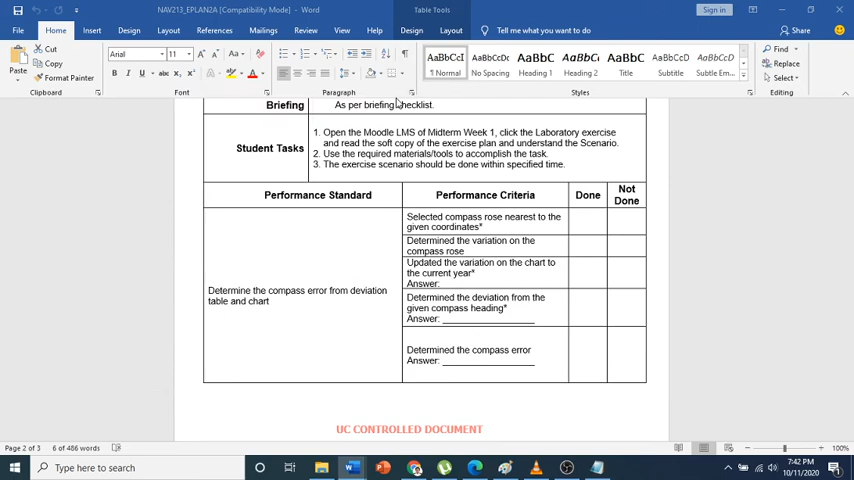 NAV213_EPLAN2A [Compatibility Mode] - Word
Table Tools
Sign in
File Home Insert Draw Design Layout References Mailings Review View Help Design Layout Tell me what you want to do Share
Paste
Cut
Copy
Format Painter
Clipboard
Arial 11
Font
Paragraph
AaBbCcI AaBbCcI AaBbC AaBbCc AaBbC AaBbCcD AaBbCcD
¶ Normal No Spacing Heading 1 Heading 2 Title Subtitle Subtle Em...
Styles
Find
Replace
Select
Editing
Briefing As per briefing checklist.
Student Tasks
1. Open the Moodle LMS of Midterm Week 1, click the Laboratory exercise
and read the soft copy of the exercise plan and understand the Scenario.
2. Use the required materials/tools to accomplish the task.
3. The exercise scenario should be done within specified time.
Performance Standard Performance Criteria Done Not
Done
Determine the compass error from deviation
table and chart
Selected compass rose nearest to the
given coordinates*
Determined the variation on the
compass rose
Updated the variation on the chart to
the current year*
Answer:
Determined the deviation from the
given compass heading*
Answer: __________________
Determined the compass error
Answer: __________________
UC CONTROLLED DOCUMENT
Page 2 of 3 6 of 486 words 100%
Type here to search
7:42 PM
10/11/2020